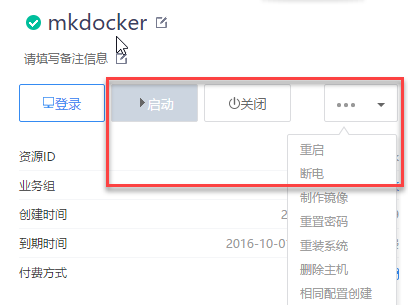 mkdocker
请填写备注信息
登录 启动 关闭 •••
资源ID
重启
业务组
断电
创建时间 2
制作镜像
重置密码
到期时间 2016-10-0
重装系统
付费方式
删除主机
相同配置创建